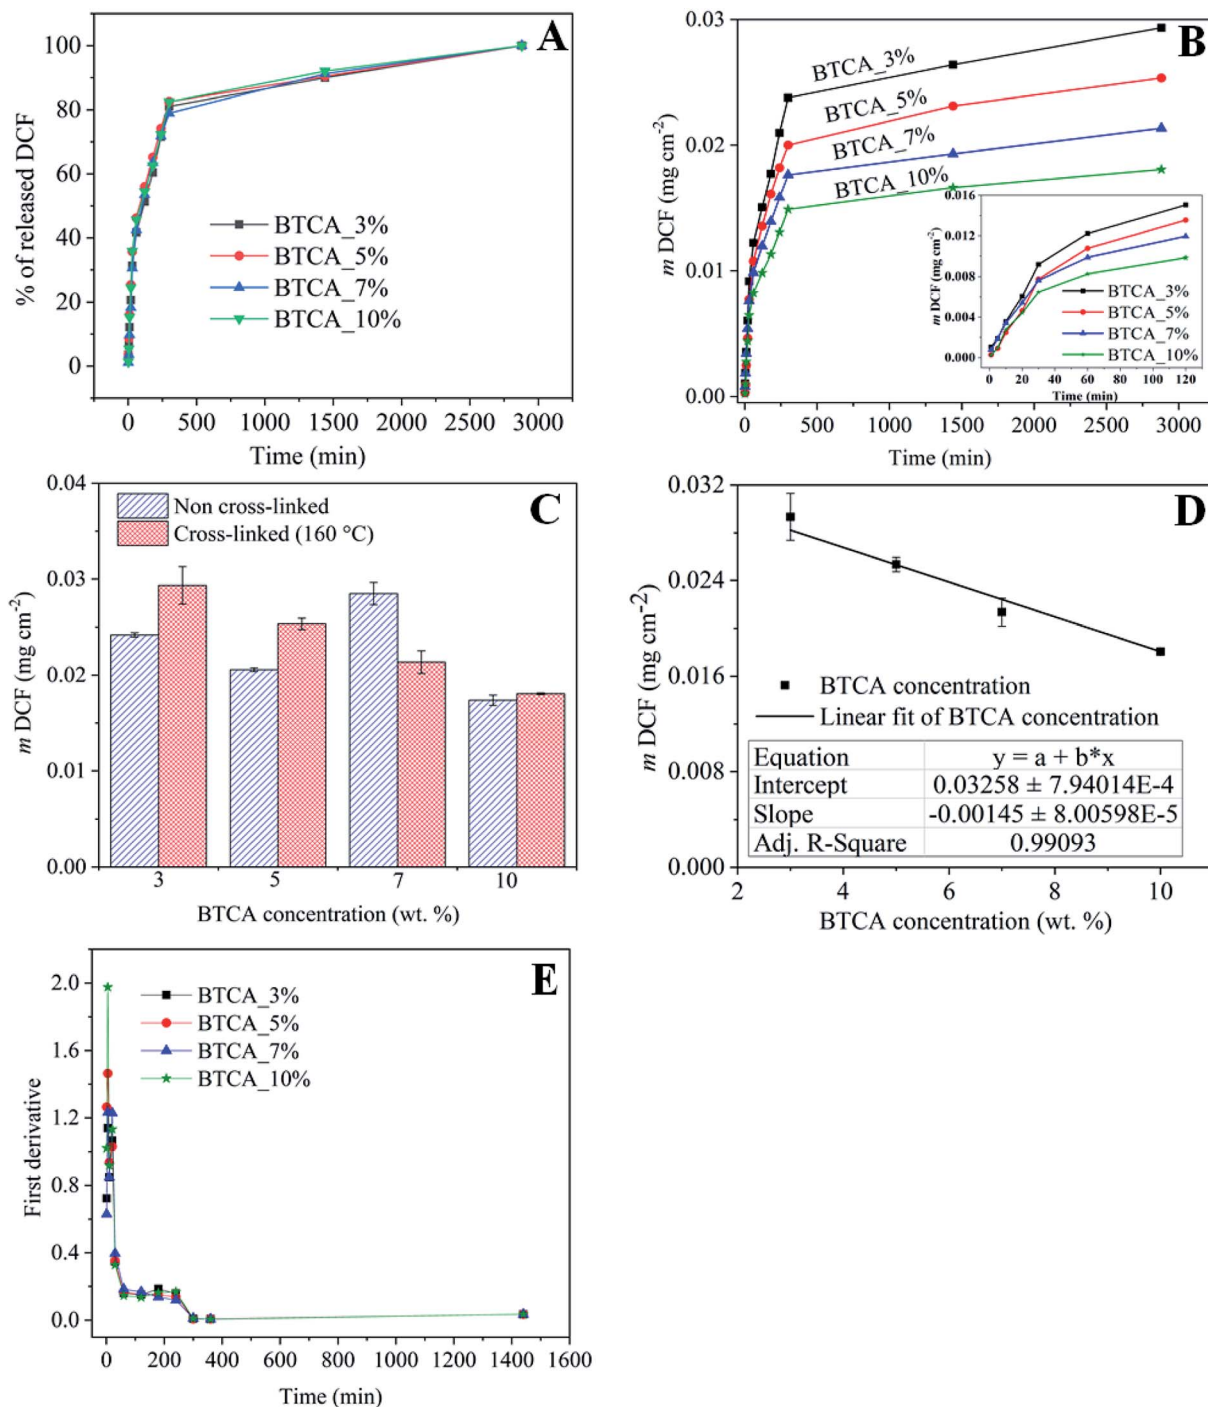 A
% of released DCF
100
80
60
40
20
0
BTCA_3%
BTCA_5%
BTCA_7%
BTCA_10%
0 500 1000 1500 2000 2500 3000
Time (min)
B
m DCF (mg cm-2)
0.03
0.02
0.01
0.00
BTCA_3%
BTCA_5%
BTCA_7%
BTCA_10%
m DCF (mg cm-2)
0.016
0.012
0.008
0.004
0.000
BTCA_3%
BTCA_5%
BTCA_7%
BTCA_10%
0 20 40 60 80 100 120
Time (min)
0 500 1000 1500 2000 2500 3000
Time (min)
C
m DCF (mg cm-2)
0.04
0.03
0.02
0.01
0.00
Non cross-linked
Cross-linked (160 °C)
3 5 7 10
BTCA concentration (wt. %)
D
m DCF (mg cm-2)
0.032
0.024
0.016
0.008
0.000
BTCA concentration
Linear fit of BTCA concentration
Equation y = a + b*x
Intercept 0.03258 ± 7.94014E-4
Slope -0.00145 ± 8.00598E-5
Adj. R-Square 0.99093
2 4 6 8 10
BTCA concentration (wt. %)
E
First derivative
2.0
1.6
1.2
0.8
0.4
0.0
BTCA_3%
BTCA_5%
BTCA_7%
BTCA_10%
0 200 400 600 800 1000 1200 1400 1600
Time (min)